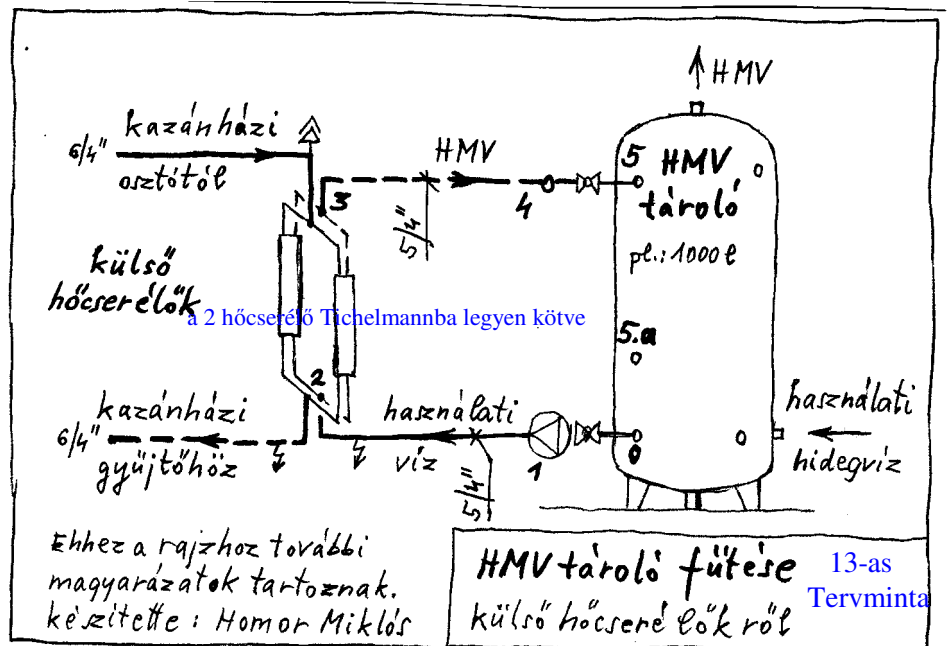 HMV
kazánházi
6/4"
osztótól
HMV
3
4
5/4"
5
HMV
tároló
pl.: 1000 l
külső
hőcserélők
a 2 hőcserélő Tichelmannba legyen kötve
5.a
2
kazánházi
6/4"
gyűjtőhöz
használati
víz
5/4"
1
0
használati
hidegvíz
Ehhez a rajzhoz további
magyarázatok tartoznak.
készítette: Homor Miklós
HMV tároló fűtése
külső hőcserélőkről
13-as
Tervminta